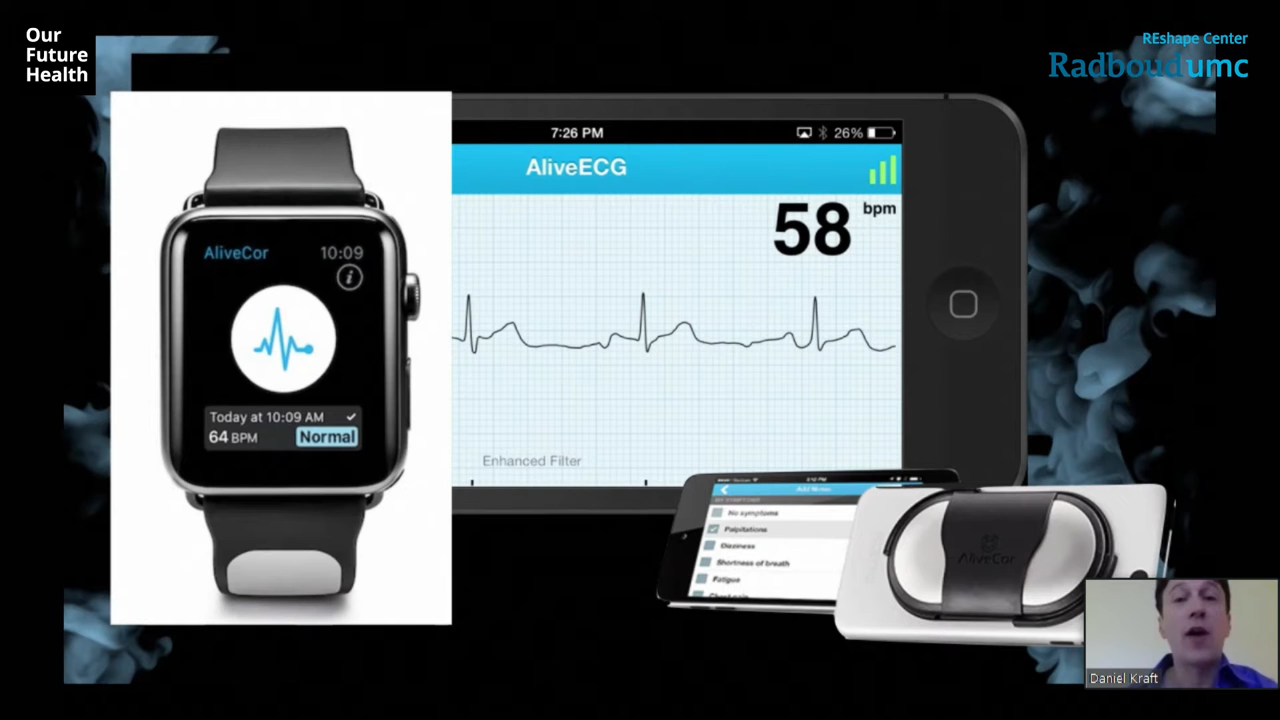 Our
Future
Health
REshape Center
Radboudumc
7:26 PM
26%
AliveECG
58 bpm
AliveCor 10:09
i
Today at 10:09 AM
64 BPM Normal
Enhanced Filter
No symptoms
Palpitations
Dizziness
Shortness of breath
Fatigue
AliveCor
Daniel Kraft